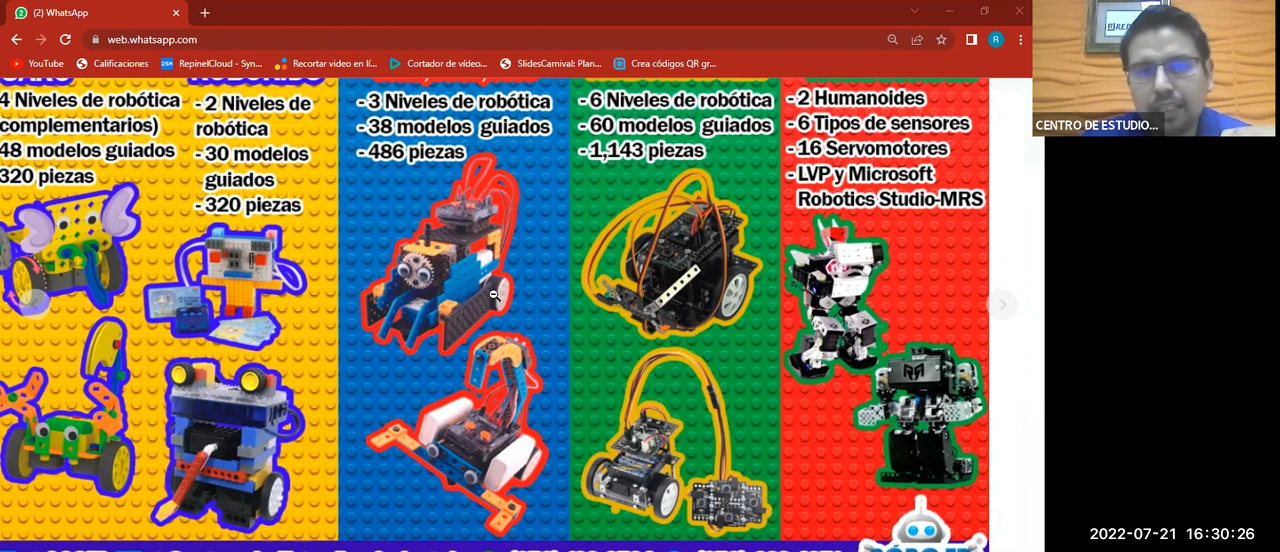 (2) WhatsApp
web.whatsapp.com
YouTube
Calificaciones
RepinelCloud - Syn...
Recortar video en lí...
Cortador de vídeo...
SlidesCarnival: Plan...
Crea códigos QR gr...
R
4 Niveles de robótica
complementarios)
48 modelos guiados
320 piezas
- 2 Niveles de
robótica
- 30 modelos
guiados
- 320 piezas
- 3 Niveles de robótica
- 38 modelos guiados
- 486 piezas
- 6 Niveles de robótica
- 60 modelos guiados
- 1,143 piezas
- 2 Humanoides
- 6 Tipos de sensores
- 16 Servomotores
- LVP y Microsoft
Robotics Studio-MRS
CENTRO DE ESTUDIO...
2022-07-21 16:30:26